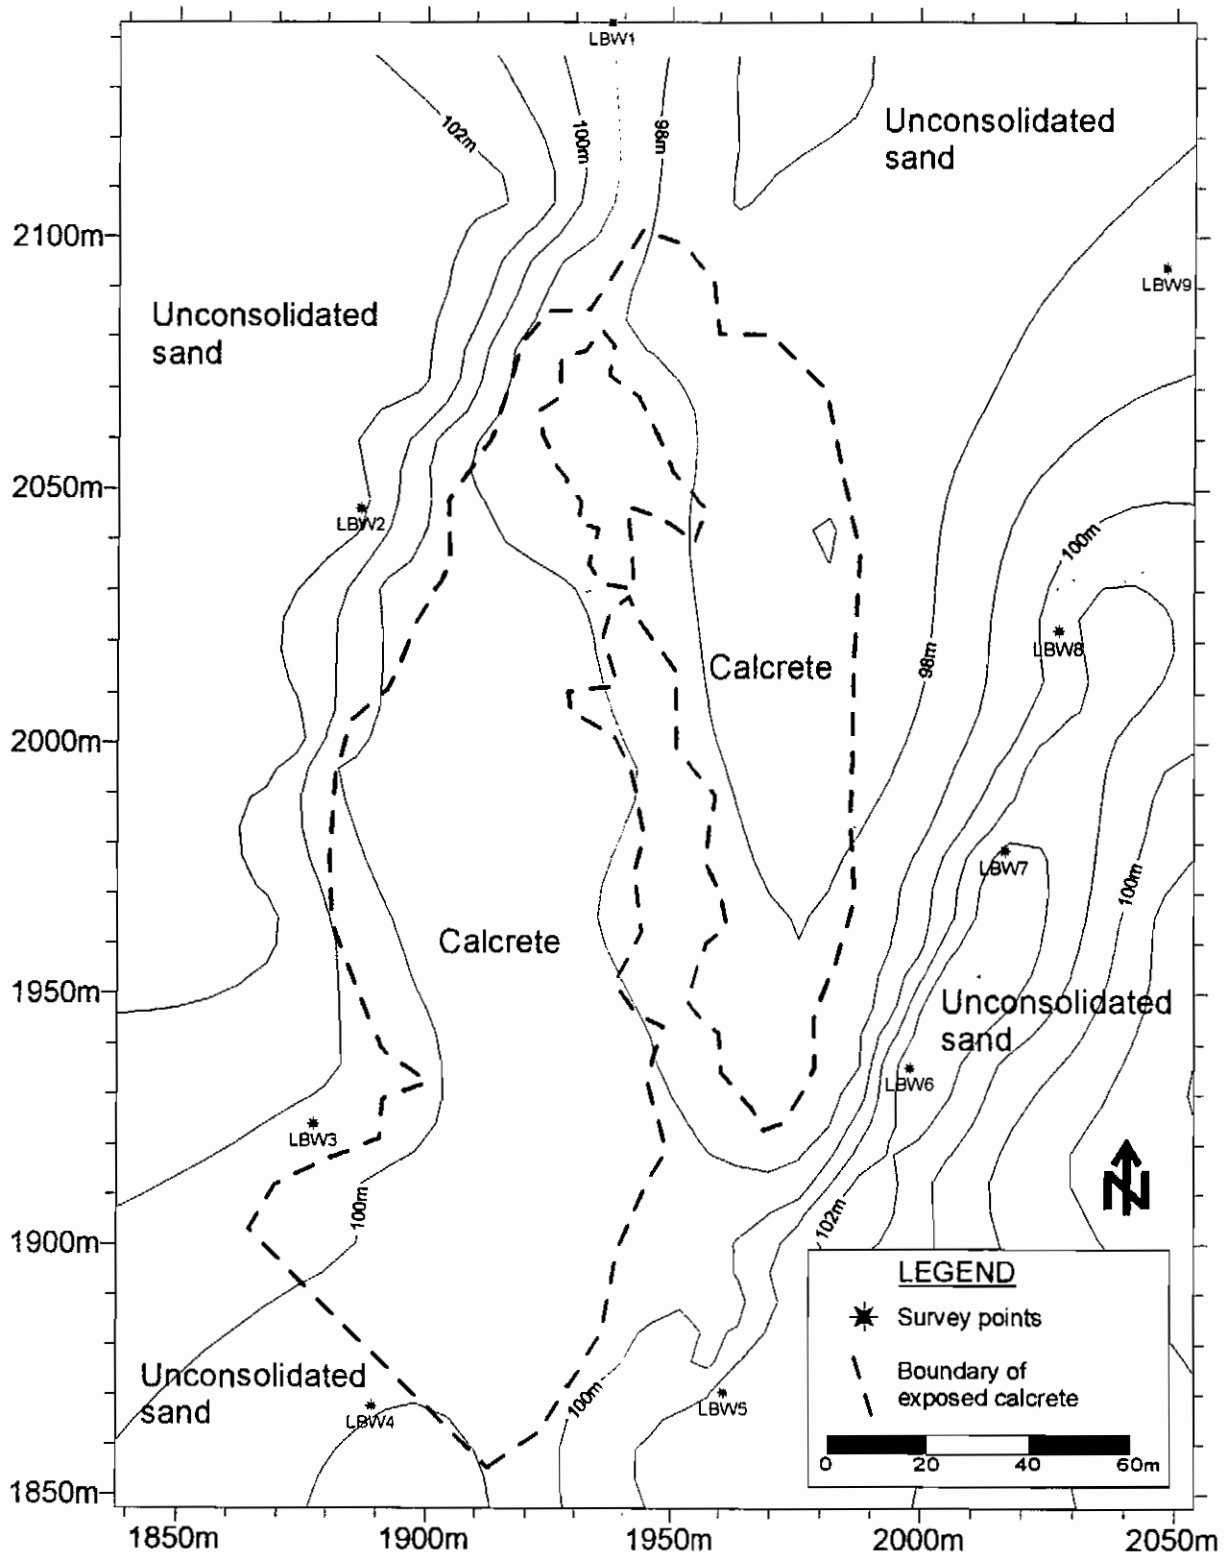 LBW1
Unconsolidated
sand
102m
100m
98m
2100m
LBW9
Unconsolidated
sand
2050m
LBW2
100m
LBW8
98m
Calcrete
2000m
LBW7
100m
Calcrete
1950m
Unconsolidated
sand
LBW6
LBW3
100m
N
102m
1900m
LEGEND
Survey points
Boundary of
exposed calcrete
0 20 40 60m
Unconsolidated
sand
LBW4
100m
LBW5
1850m
1850m 1900m 1950m 2000m 2050m